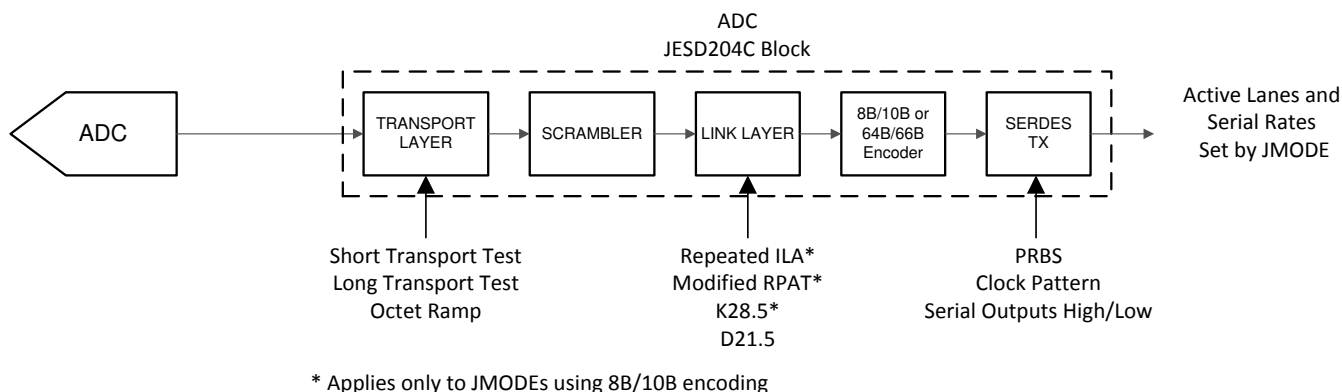 ADC
JESD204C Block
ADC
TRANSPORT
LAYER
SCRAMBLER
LINK LAYER
8B/10B or
64B/66B
Encoder
SERDES
TX
Active Lanes and
Serial Rates
Set by JMODE
Short Transport Test
Long Transport Test
Octet Ramp
Repeated ILA*
Modified RPAT*
K28.5*
D21.5
PRBS
Clock Pattern
Serial Outputs High/Low
* Applies only to JMODEs using 8B/10B encoding